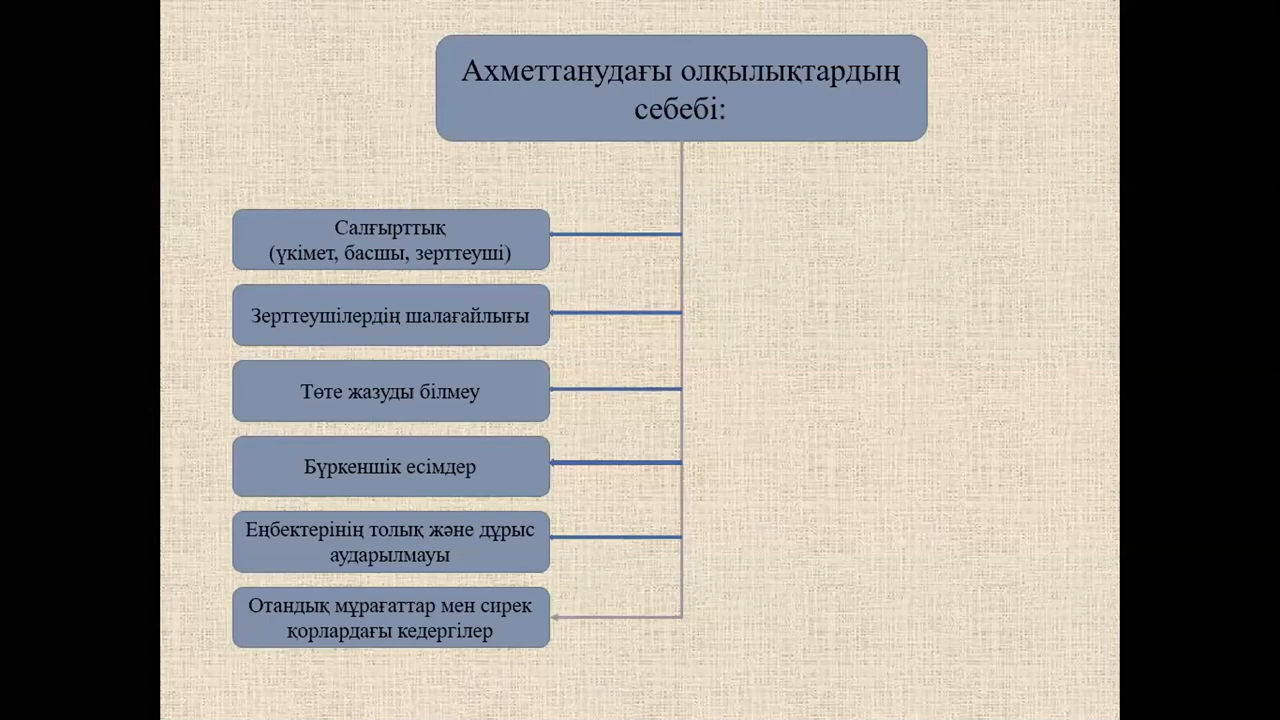 Ахметтанудағы олқылықтардың
себебі:
Салғырттық
(үкімет, басшы, зерттеуші)
Зерттеушілердің шалағайлығы
Төте жазуды білмеу
Бүркеншік есімдер
Еңбектерінің толық және дұрыс
аударылмауы
Отандық мұрағаттар мен сирек
қорлардағы кедергілер